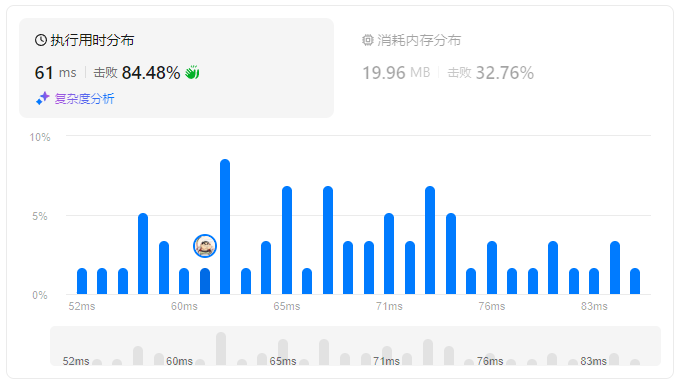 执行用时分布
61 ms 击败 84.48%
复杂度分析
消耗内存分布
19.96 MB 击败 32.76%
10%
5%
0%
52ms 60ms 65ms 71ms 76ms 83ms
52ms 60ms 65ms 71ms 76ms 83ms